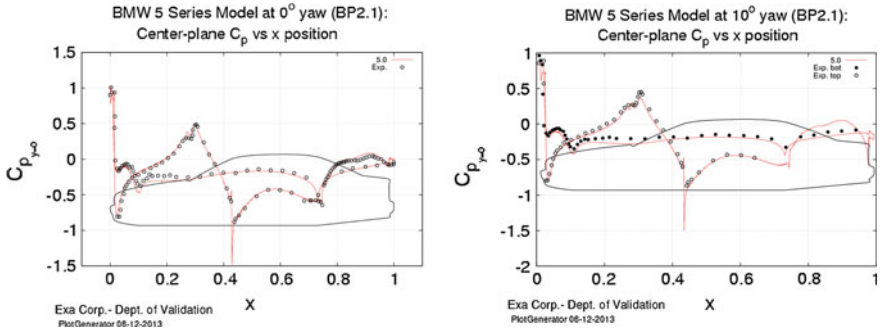 BMW 5 Series Model at 0° yaw (BP2.1):
Center-plane Cp vs x position
1.5
1
0.5
0
-0.5
-1
-1.5
Cp y=0
5.0
Exp.
0
0.2
0.4
0.6
0.8
1
X
Exa Corp.- Dept. of Validation
PlotGenerator 06-12-2013
BMW 5 Series Model at 10° yaw (BP2.1):
Center-plane Cp vs x position
1
0.5
0
-0.5
-1
-1.5
-2
Cp y=0
5.0
Exp. bot
Exp. top
0
0.2
0.4
0.6
0.8
1
X
Exa Corp.- Dept. of Validation
PlotGenerator 06-12-2013